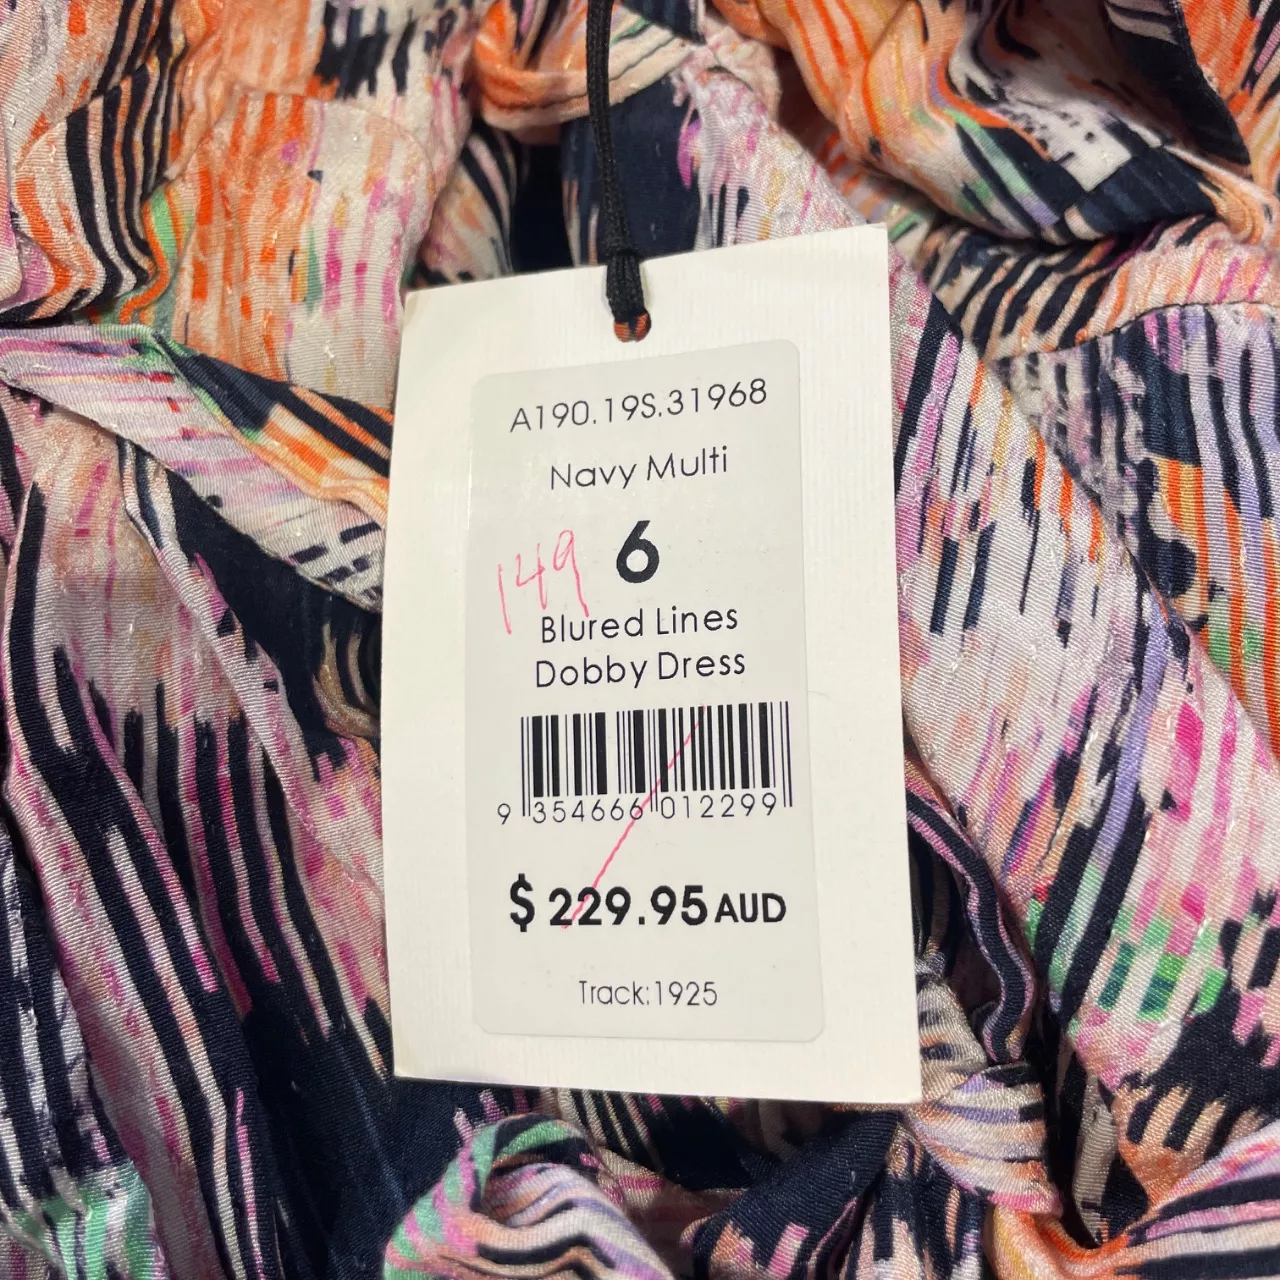 A190.19S.31968
Navy Multi
149 6
Blured Lines
Dobby Dress
9 354666 012299
$ 229.95 AUD
Track:1925